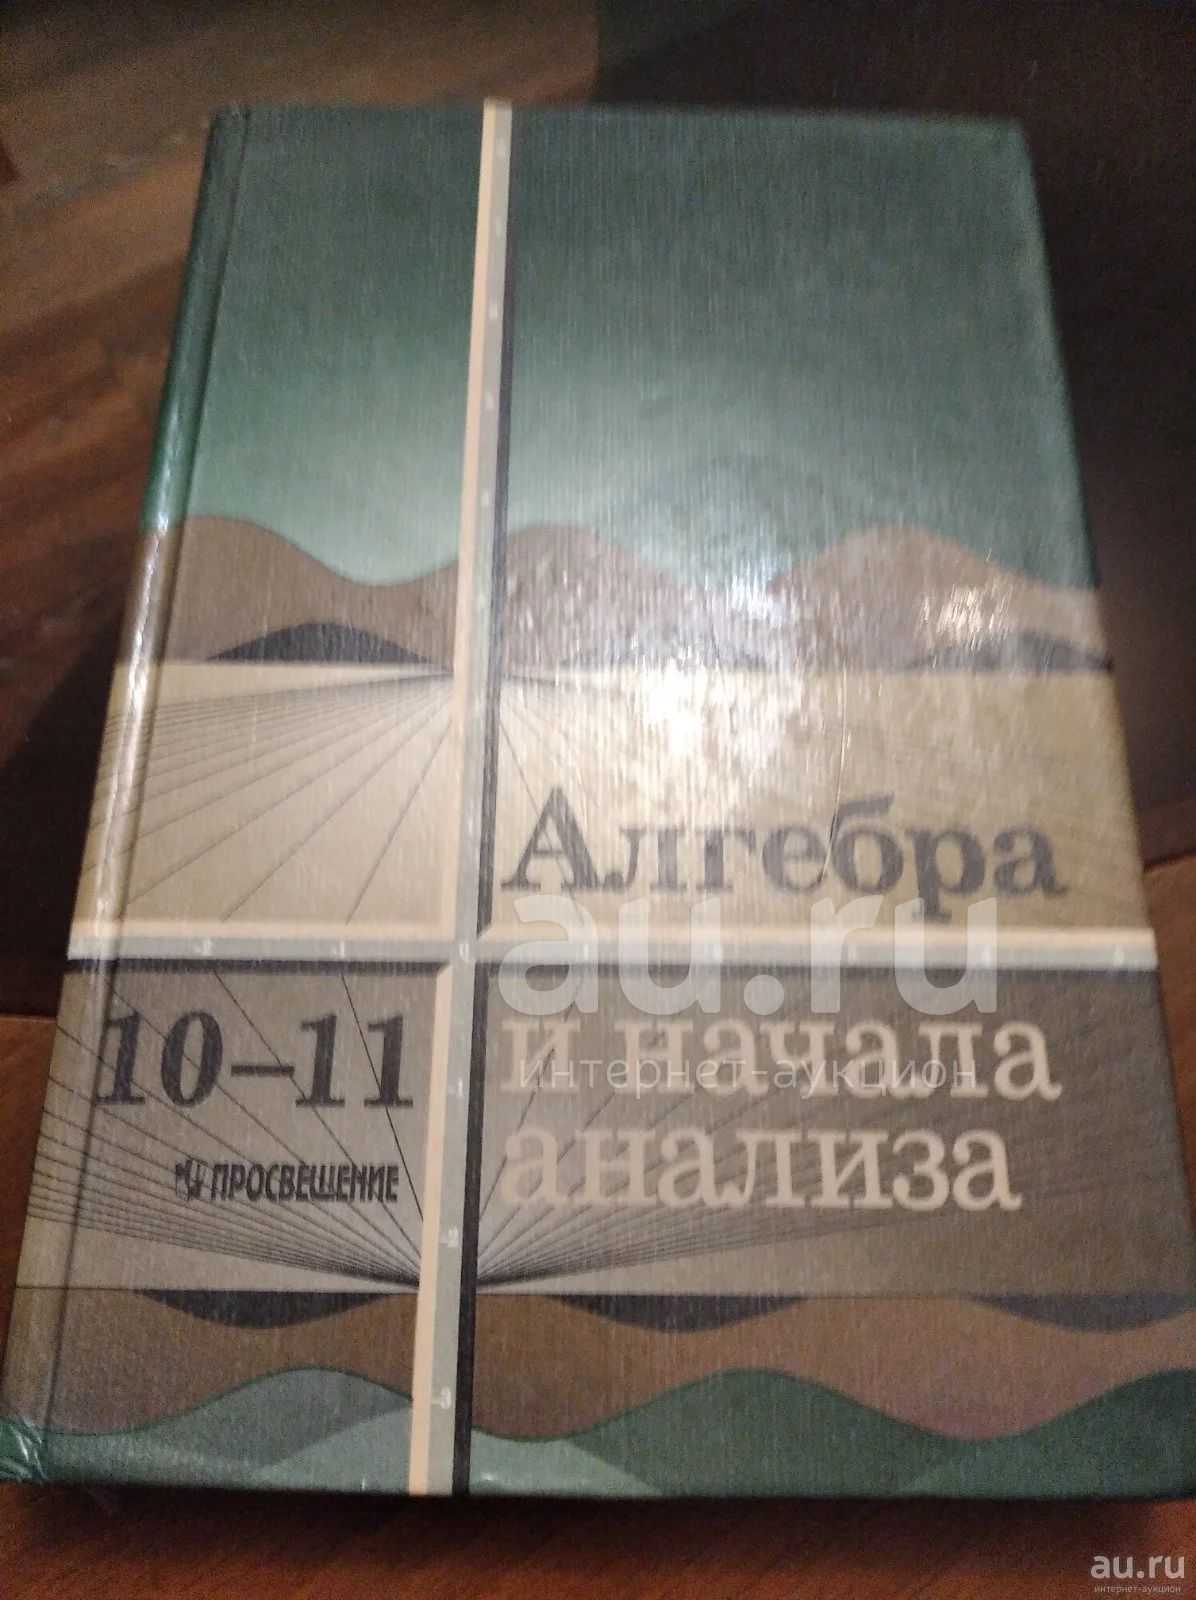 Алгебра
и начала
анализа
10–11
ПРОСВЕЩЕНИЕ
au.ru
интернет-аукцион
au.ru
интернет-аукцион